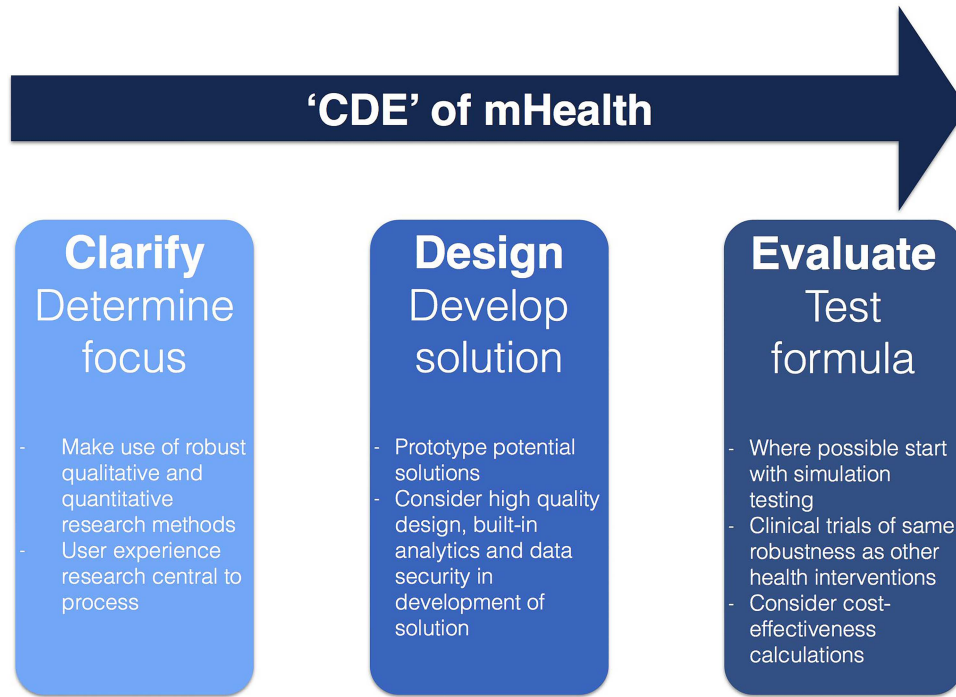 ‘CDE’ of mHealth
Clarify
Determine
focus
- Make use of robust
qualitative and
quantitative
research methods
- User experience
research central to
process
Design
Develop
solution
- Prototype potential
solutions
- Consider high quality
design, built-in
analytics and data
security in
development of
solution
Evaluate
Test
formula
- Where possible start
with simulation
testing
- Clinical trials of same
robustness as other
health interventions
- Consider cost-
effectiveness
calculations